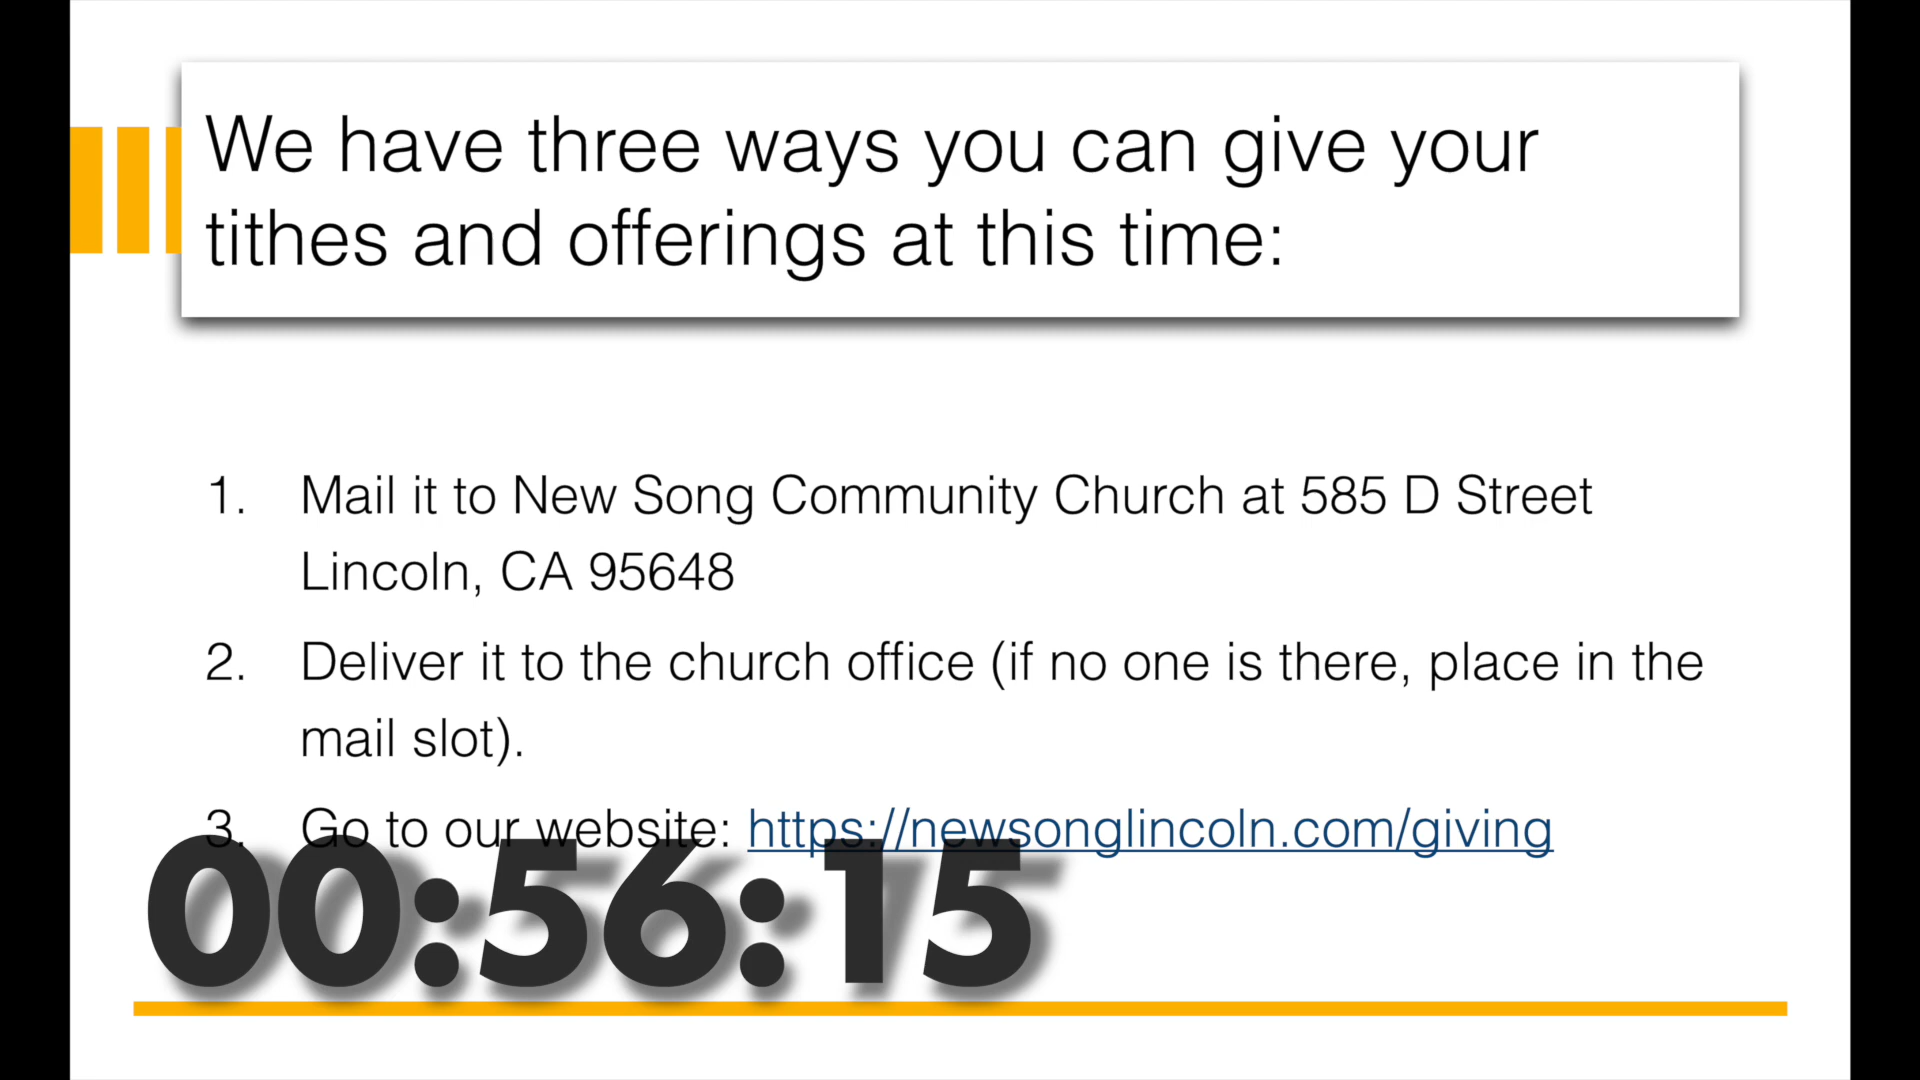 We have three ways you can give your
tithes and offerings at this time:
1. Mail it to New Song Community Church at 585 D Street
Lincoln, CA 95648
2. Deliver it to the church office (if no one is there, place in the
mail slot).
3. Go to our website: https://newsonglincoln.com/giving
00:56:15